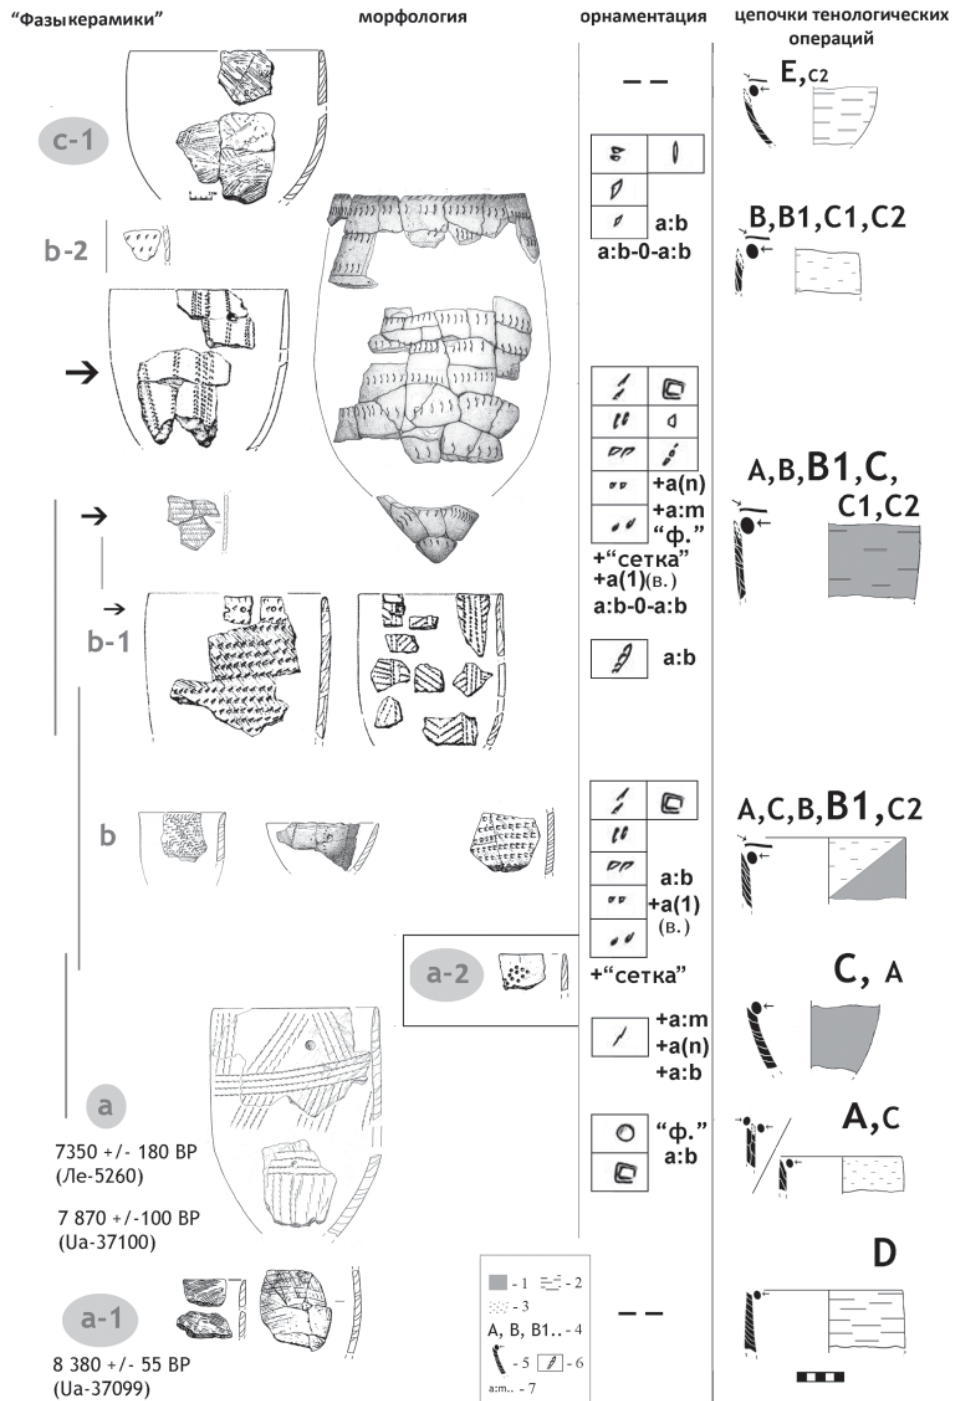 “Фазы керамики”
морфология
орнаментация
цепочки тенологических
операций
c-1
– –
E, c2
b-2
a:b
a:b-0-a:b
B,B1,C1,C2
+a(n)
+a:m
“ф.”
+“сетка”
+a(1)(в.)
a:b-0-a:b
A,B,B1,C,
C1,C2
b-1
a:b
b
a:b
+a(1)
(в.)
+“сетка”
A,C,B,B1,C2
a-2
C, A
+a:m
+a(n)
+a:b
a
7350 +/- 180 BP
(Ле-5260)
7 870 +/-100 BP
(Ua-37100)
“ф.”
a:b
A,C
a-1
8 380 +/- 55 BP
(Ua-37099)
– –
D
- 1
- 2
- 3
A, B, B1.. - 4
- 5
- 6
a:m.. - 7